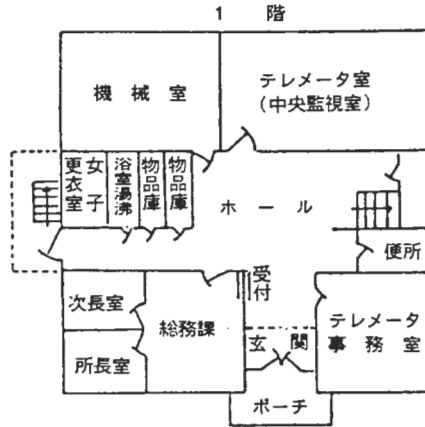 1 階
機 械 室
テレメータ室
(中央監視室)
女子
更衣室
浴室湯沸
物品庫
物品庫
ホ ー ル
便所
受付
次長室
総務課
所長室
玄 関
テレメータ
事 務 室
ポーチ